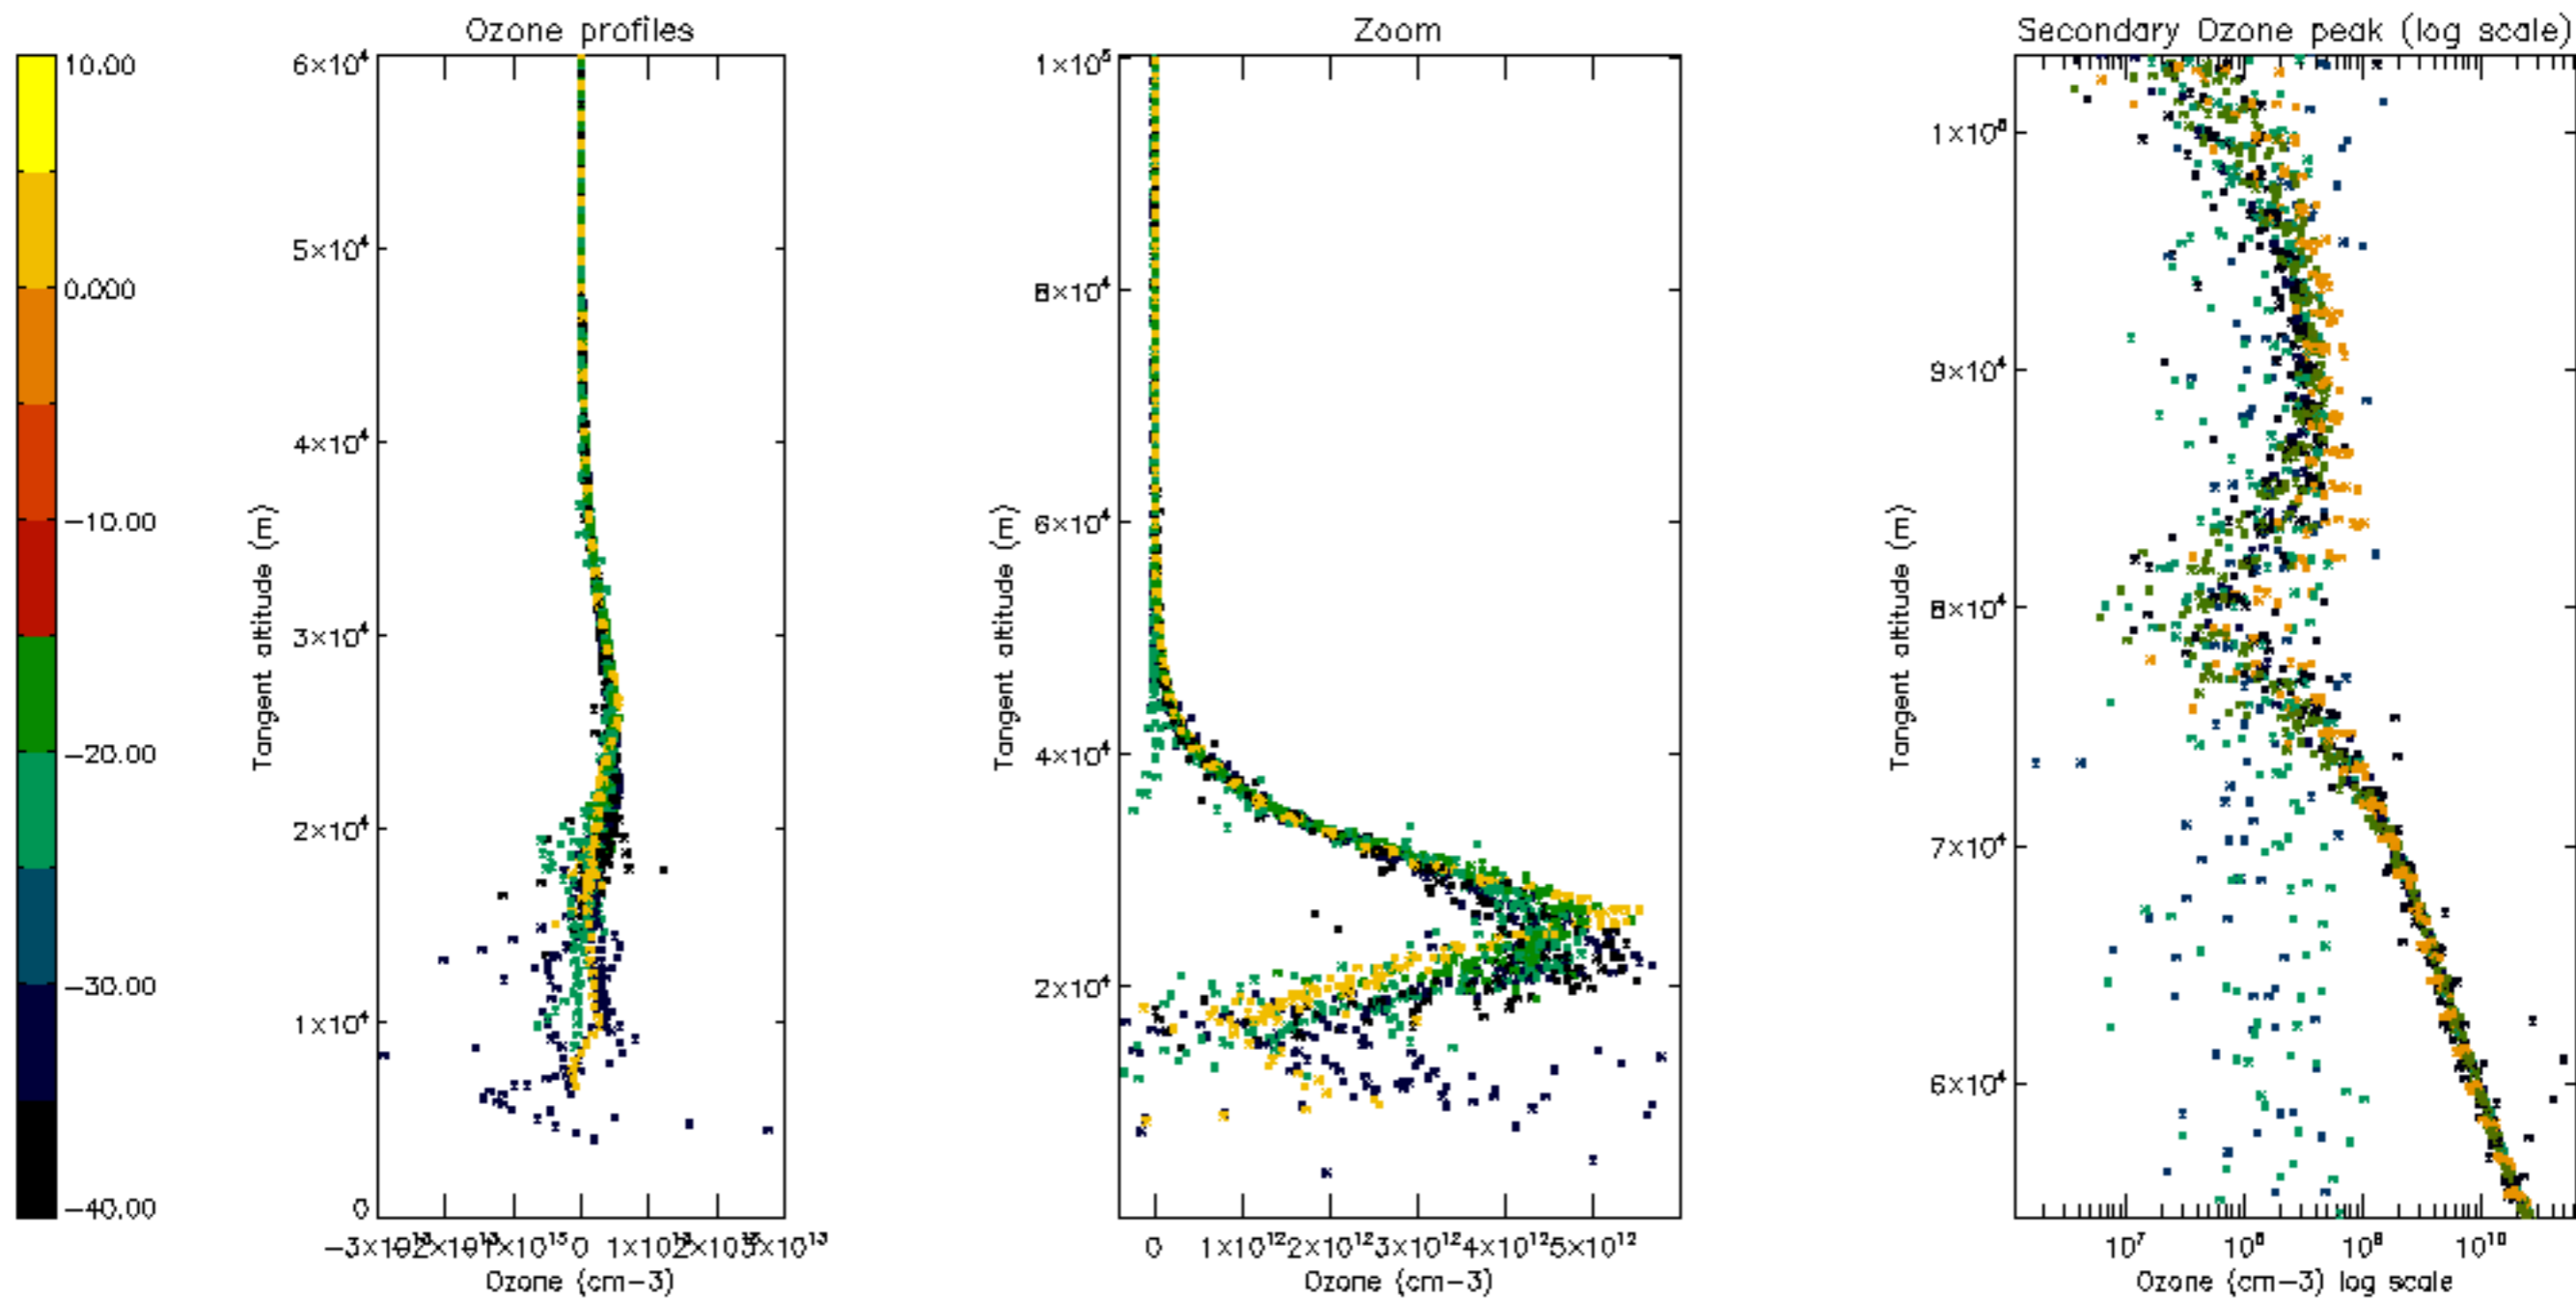 Ozone profiles
Zoom
Secondary Ozone peak (log scale)
10.00
0.000
−10.00
−20.00
−30.00
−40.00
Tangent altitude (m)
6×10⁴
5×10⁴
4×10⁴
3×10⁴
2×10⁴
1×10⁴
0
0
Ozone (cm−3)
Tangent altitude (m)
1×10⁵
8×10⁴
6×10⁴
4×10⁴
2×10⁴
0 1×10¹² 2×10¹² 3×10¹² 4×10¹² 5×10¹²
Ozone (cm−3)
Tangent altitude (m)
1×10⁵
9×10⁴
8×10⁴
7×10⁴
6×10⁴
10⁷ 10⁸ 10⁹ 10¹⁰
Ozone (cm−3) log scale